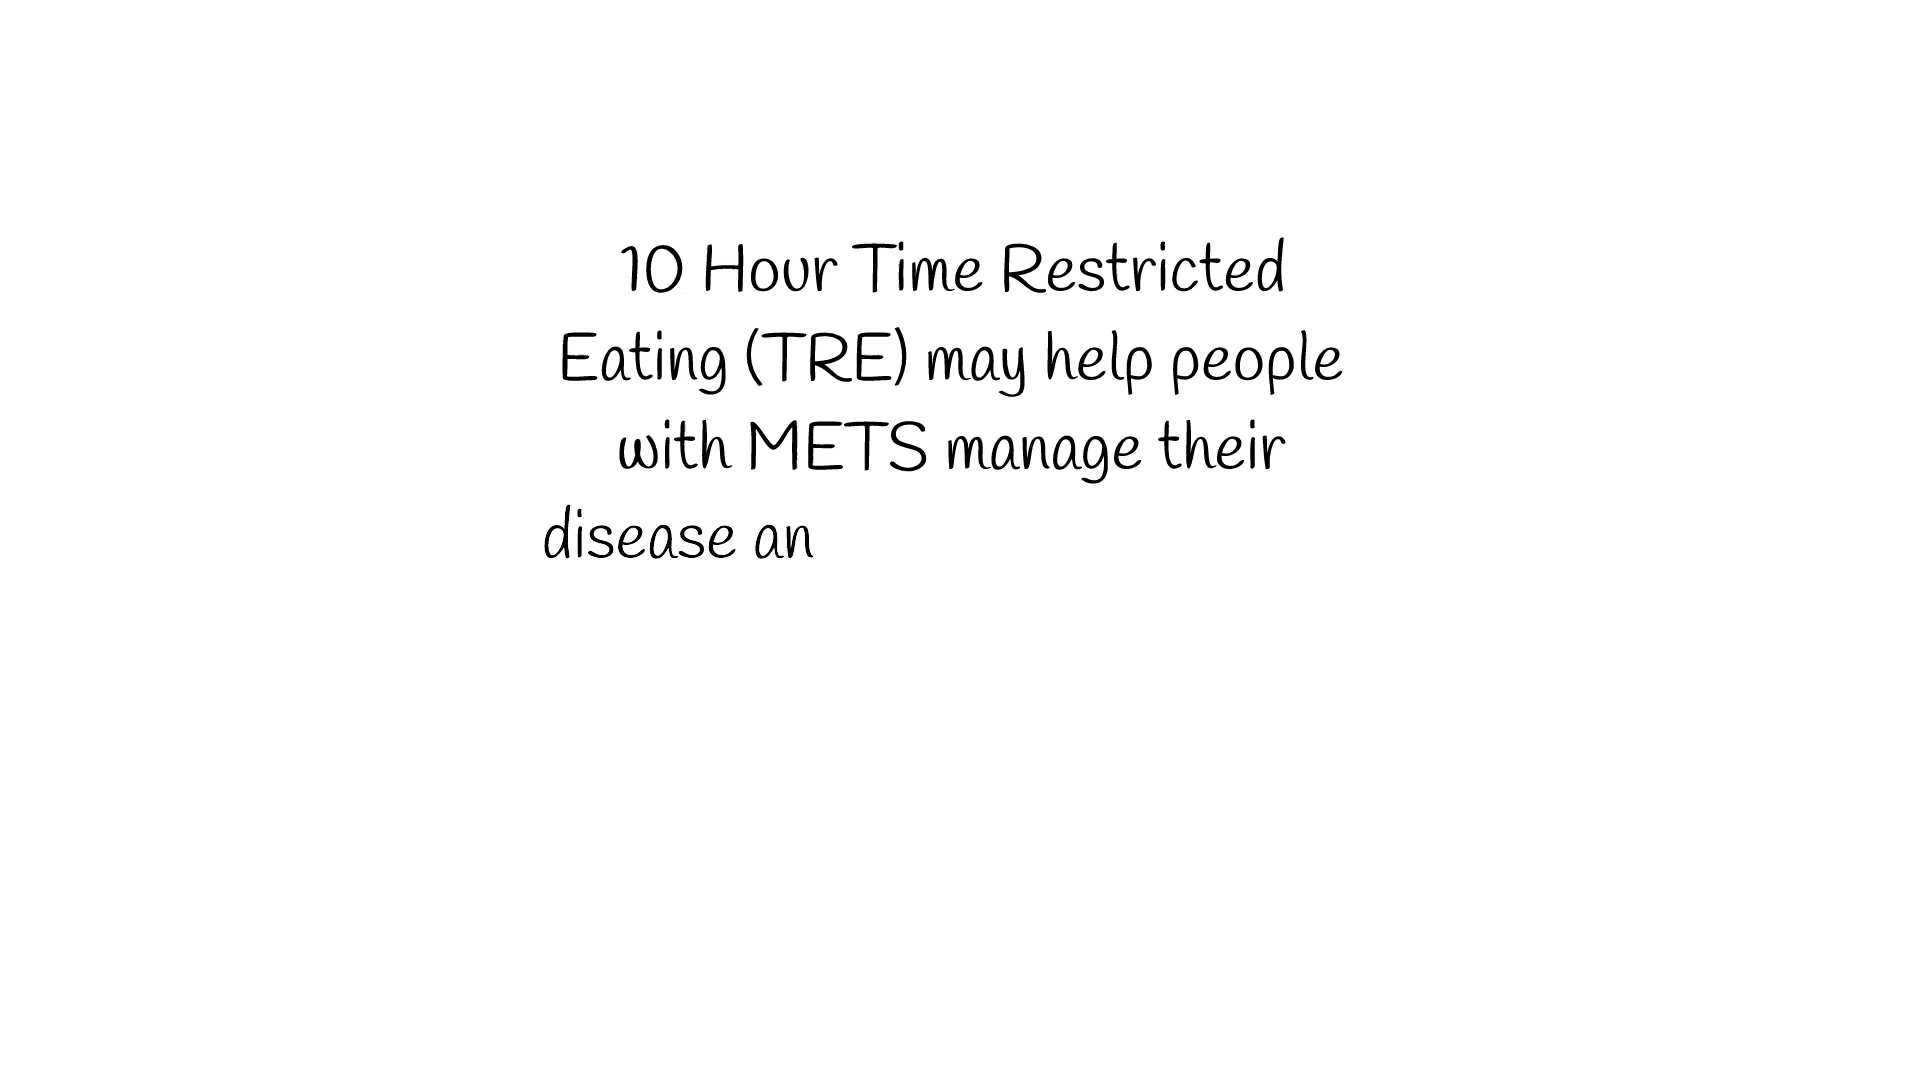 10 Hour Time Restricted
Eating (TRE) may help people
with METS manage their
disease an